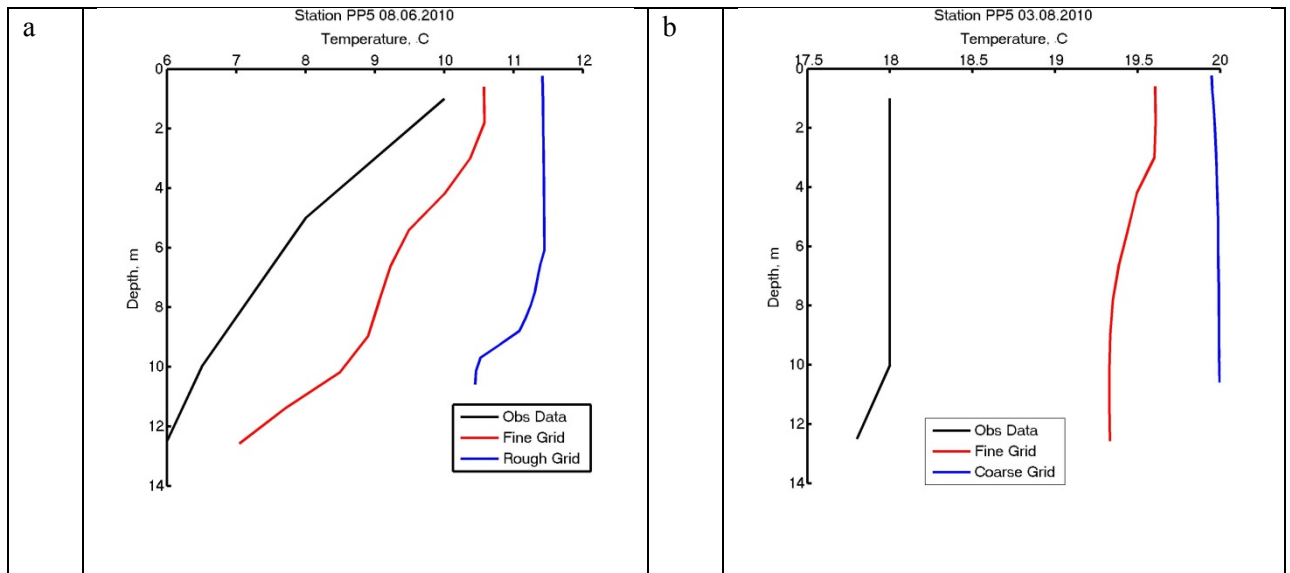 a
Station PP5 08.06.2010
Temperature, C
6 7 8 9 10 11 12
0
2
4
6
8
10
12
14
Depth, m
Obs Data
Fine Grid
Rough Grid
b
Station PP5 03.08.2010
Temperature, C
17.5 18 18.5 19 19.5 20
0
2
4
6
8
10
12
14
Depth, m
Obs Data
Fine Grid
Coarse Grid